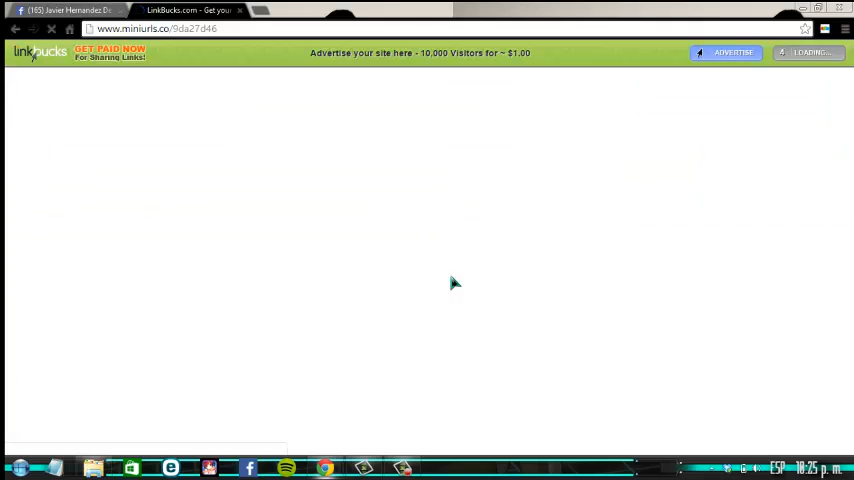 (165) Javier Hernandez De
LinkBucks.com - Get your
www.miniurls.co/9da27d46
linkbucks
GET PAID NOW
For Sharing Links!
Advertise your site here - 10,000 Visitors for ~ $1.00
ADVERTISE
4 LOADING...
ESP 10:25 p. m.